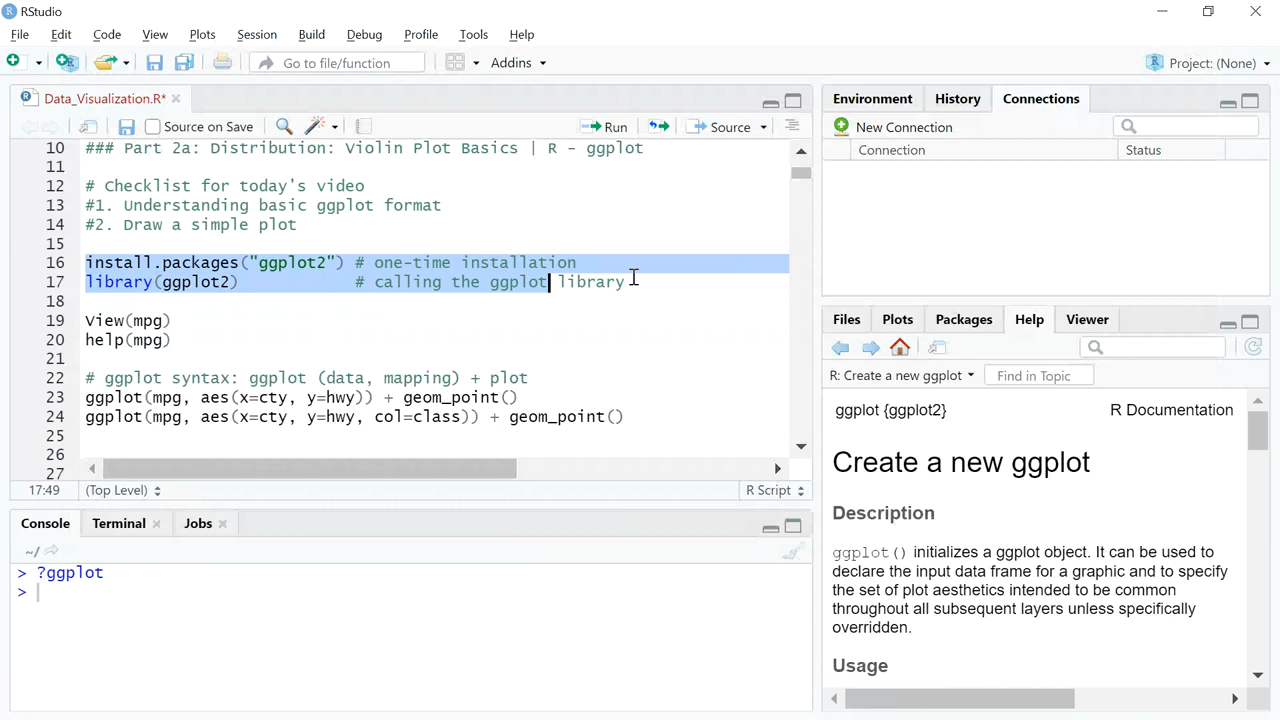 RStudio
File Edit Code View Plots Session Build Debug Profile Tools Help
Go to file/function Addins Project: (None)
Data_Visualization.R*
Source on Save Run Source
10 ### Part 2a: Distribution: Violin Plot Basics | R - ggplot
11
12 # Checklist for today's video
13 #1. Understanding basic ggplot format
14 #2. Draw a simple plot
15
16 install.packages("ggplot2") # one-time installation
17 library(ggplot2) # calling the ggplot library
18
19 View(mpg)
20 help(mpg)
21
22 # ggplot syntax: ggplot (data, mapping) + plot
23 ggplot(mpg, aes(x=cty, y=hwy)) + geom_point()
24 ggplot(mpg, aes(x=cty, y=hwy, col=class)) + geom_point()
25
26
27
17:49 (Top Level) R Script
Console Terminal Jobs
~/
> ?ggplot
>
Environment History Connections
New Connection
Connection Status
Files Plots Packages Help Viewer
R: Create a new ggplot Find in Topic
ggplot {ggplot2} R Documentation
Create a new ggplot
Description
ggplot() initializes a ggplot object. It can be used to
declare the input data frame for a graphic and to specify
the set of plot aesthetics intended to be common
throughout all subsequent layers unless specifically
overridden.
Usage